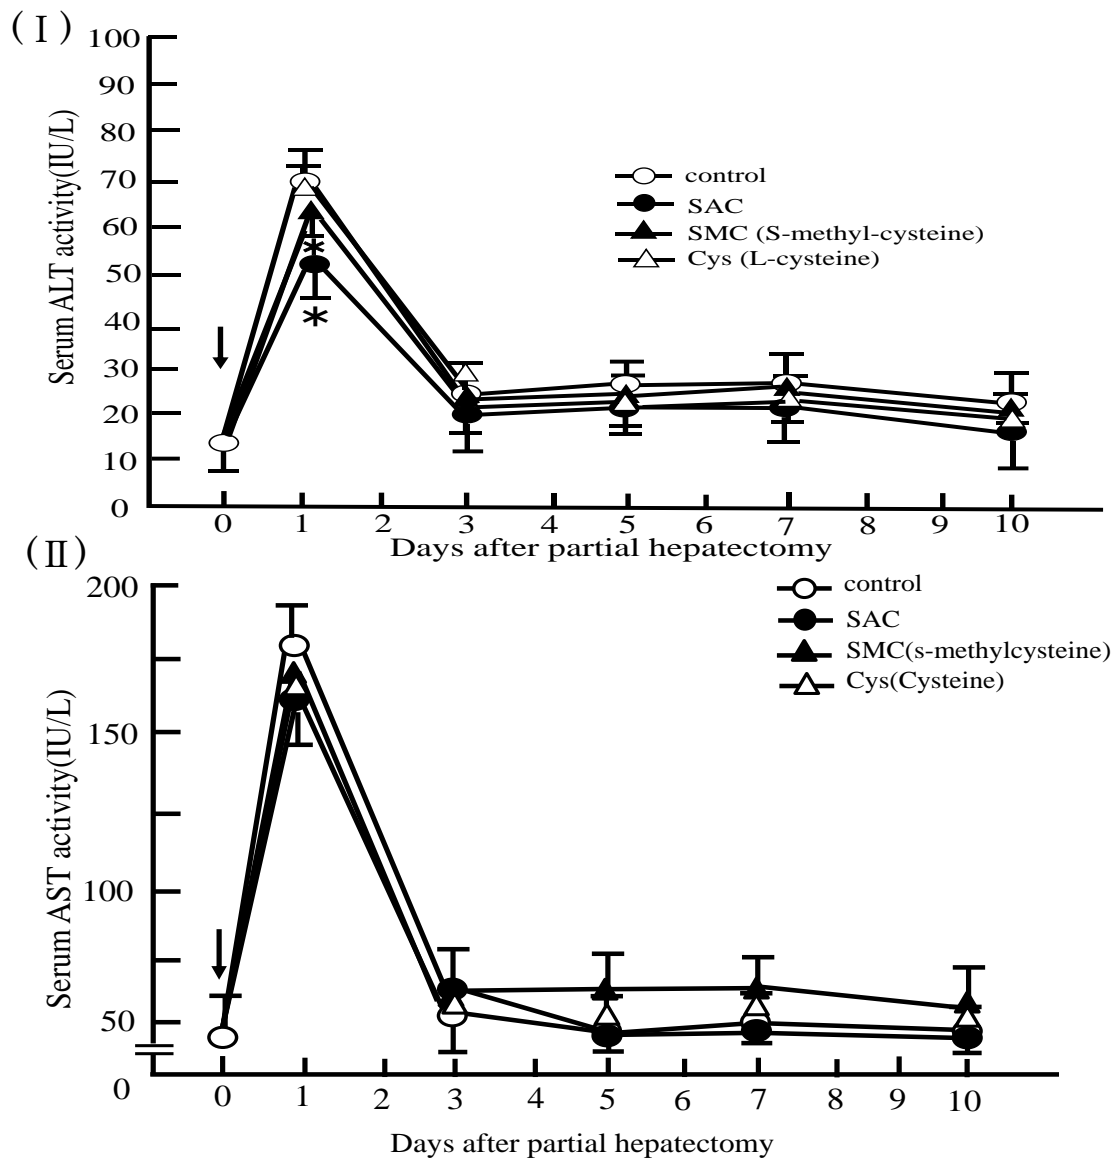 (Ⅰ)
100
90
80
70
60
50
40
30
20
10
0
Serum ALT activity(IU/L)
control
SAC
SMC (S-methyl-cysteine)
Cys (L-cysteine)
*
*
0 1 2 3 4 5 6 7 8 9 10
Days after partial hepatectomy
(Ⅱ)
200
150
100
50
0
Serum AST activity(IU/L)
control
SAC
SMC(s-methylcysteine)
Cys(Cysteine)
0 1 2 3 4 5 6 7 8 9 10
Days after partial hepatectomy